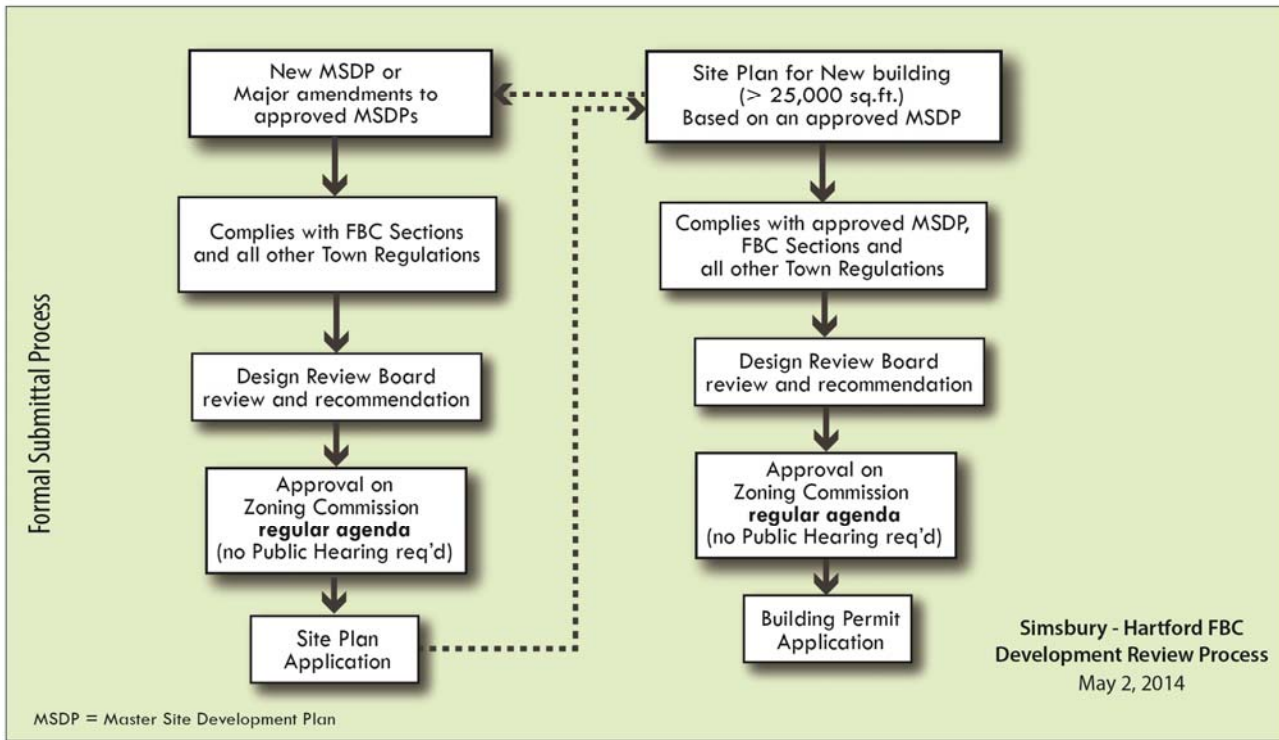 Formal Submittal Process
New MSDP or
Major amendments to
approved MSDPs
Complies with FBC Sections
and all other Town Regulations
Design Review Board
review and recommendation
Approval on
Zoning Commission
regular agenda
(no Public Hearing req'd)
Site Plan
Application
Site Plan for New building
(> 25,000 sq.ft.)
Based on an approved MSDP
Complies with approved MSDP,
FBC Sections and
all other Town Regulations
Design Review Board
review and recommendation
Approval on
Zoning Commission
regular agenda
(no Public Hearing req'd)
Building Permit
Application
Simsbury - Hartford FBC
Development Review Process
May 2, 2014
MSDP = Master Site Development Plan